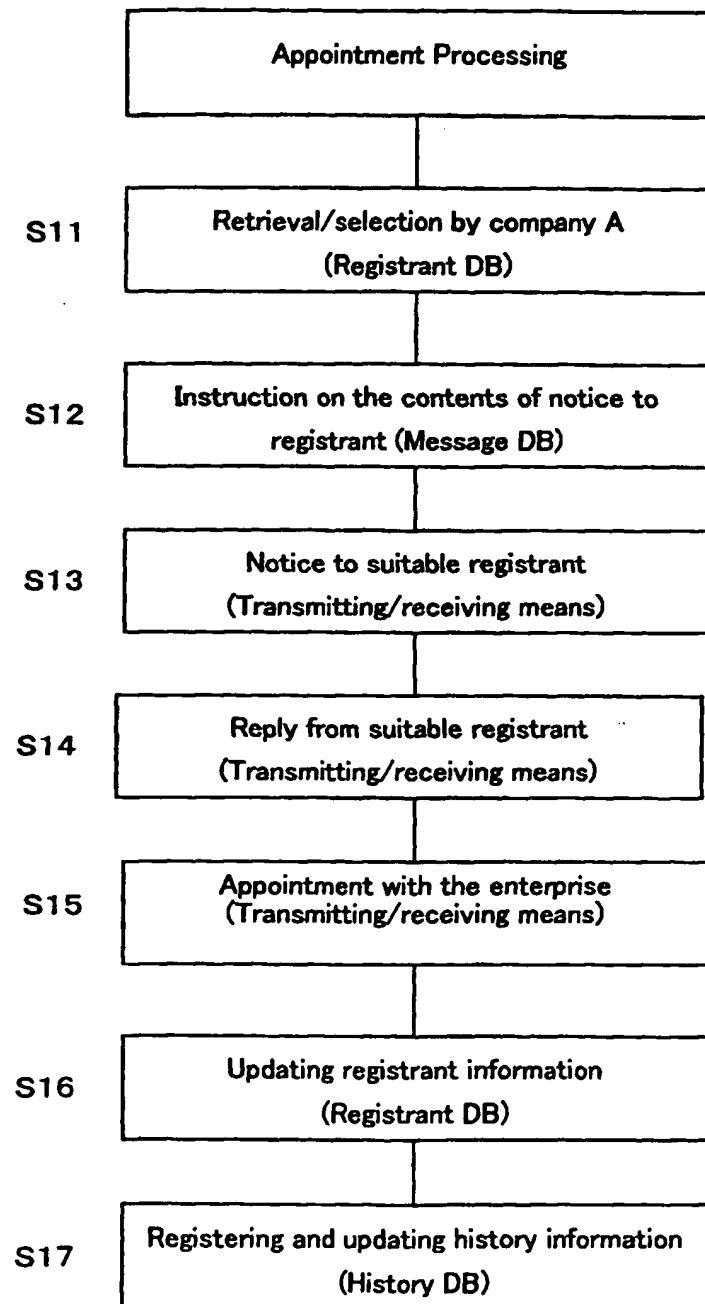 Appointment Processing
S11
Retrieval/selection by company A
(Registrant DB)
S12
Instruction on the contents of notice to
registrant (Message DB)
S13
Notice to suitable registrant
(Transmitting/receiving means)
S14
Reply from suitable registrant
(Transmitting/receiving means)
S15
Appointment with the enterprise
(Transmitting/receiving means)
S16
Updating registrant information
(Registrant DB)
S17
Registering and updating history information
(History DB)